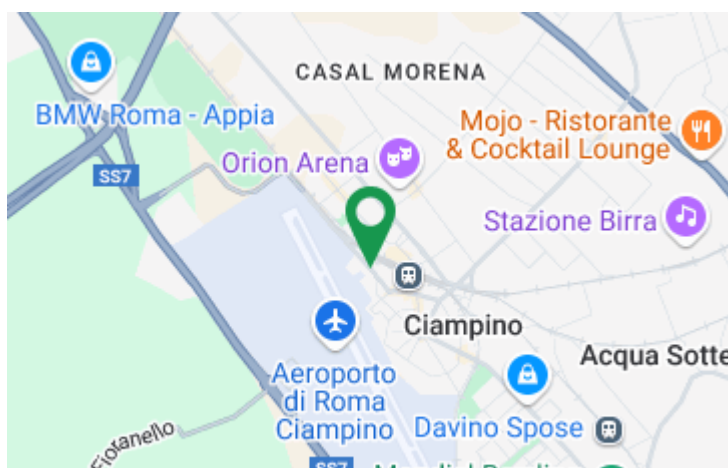 CASAL MORENA
BMW Roma - Appia
Mojo - Ristorante
& Cocktail Lounge
Orion Arena
SS7
Stazione Birra
Ciampino
Acqua Sotte
Aeroporto
di Roma
Ciampino
Davino Spose
Fioranello
SS7